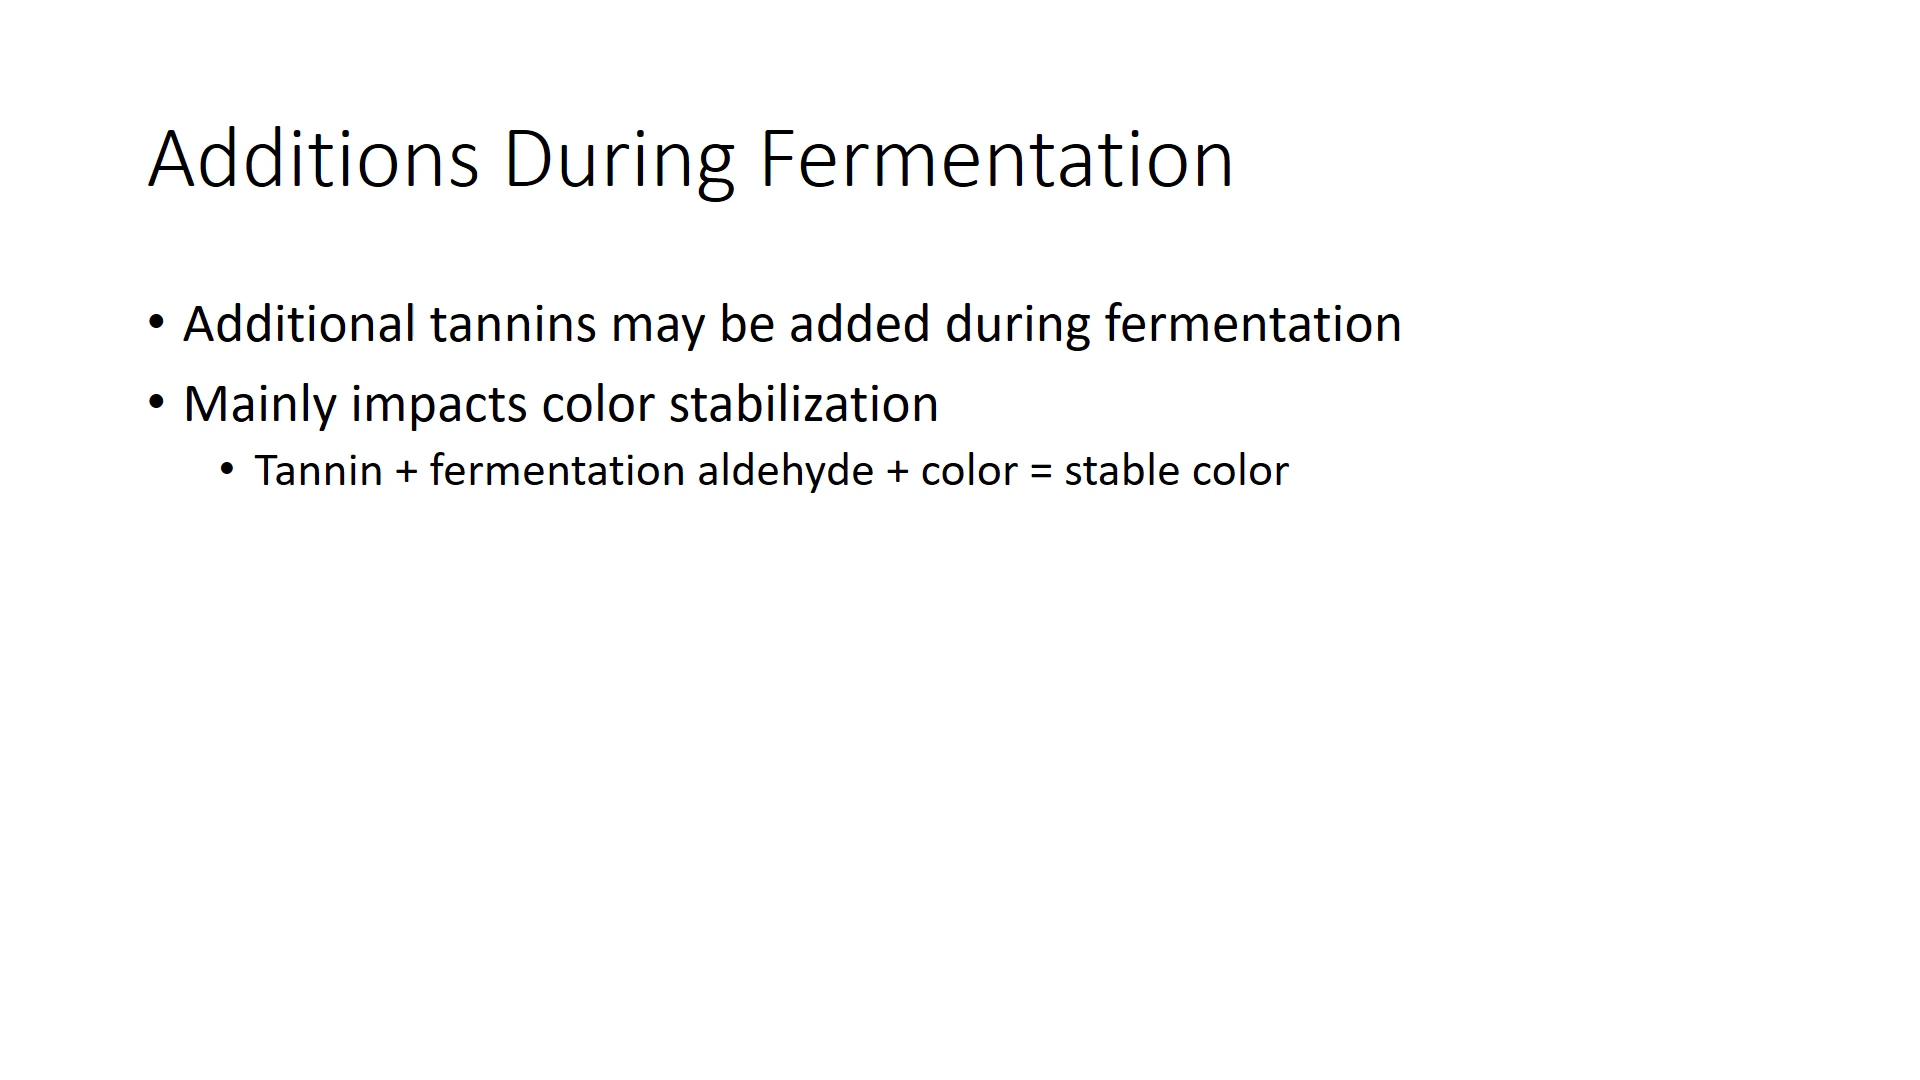 Additions During Fermentation
• Additional tannins may be added during fermentation
• Mainly impacts color stabilization
• Tannin + fermentation aldehyde + color = stable color